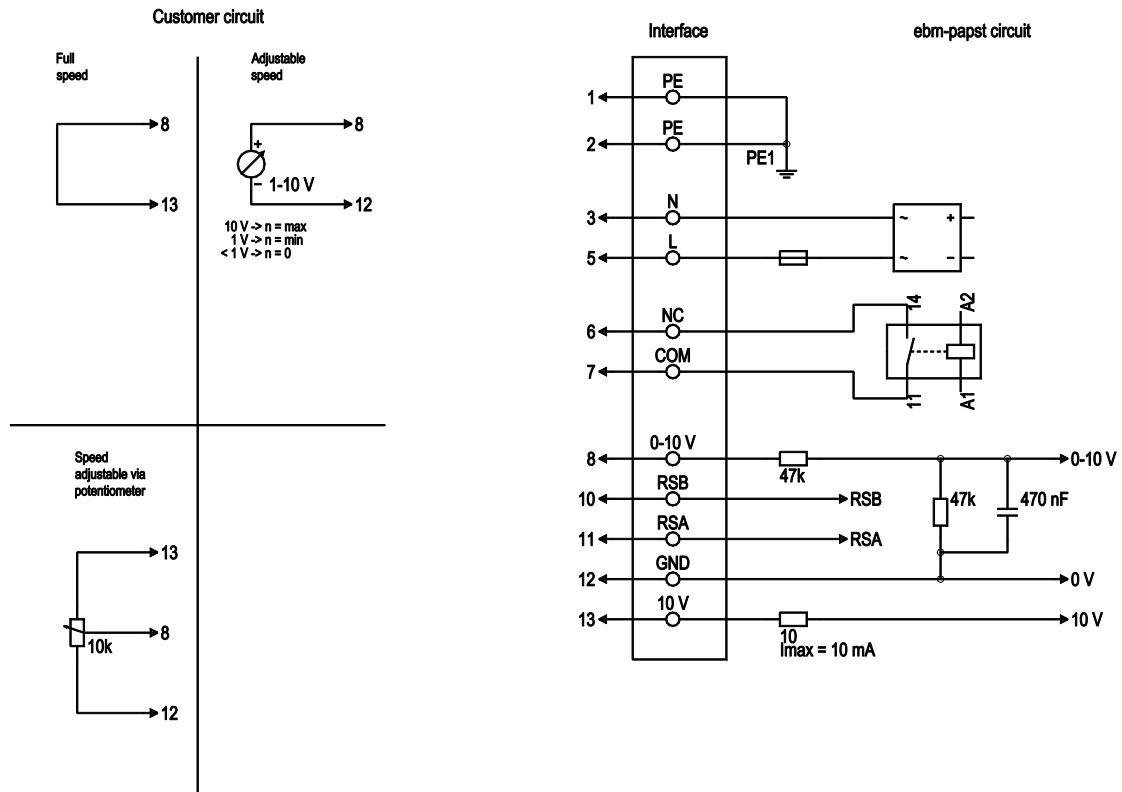 Customer circuit
Full
speed
8
13
Adjustable
speed
8
+
−
1-10 V
12
10 V -> n = max
1 V -> n = min
< 1 V -> n = 0
Speed
adjustable via
potentiometer
13
8
10k
12
Interface
ebm-papst circuit
1
PE
2
PE
PE1
3
N
~
+
5
L
~
−
6
NC
14
A2
7
COM
11
A1
8
0-10 V
47k
0-10 V
10
RSB
RSB
47k
470 nF
11
RSA
RSA
12
GND
0 V
13
10 V
10
Imax = 10 mA
10 V